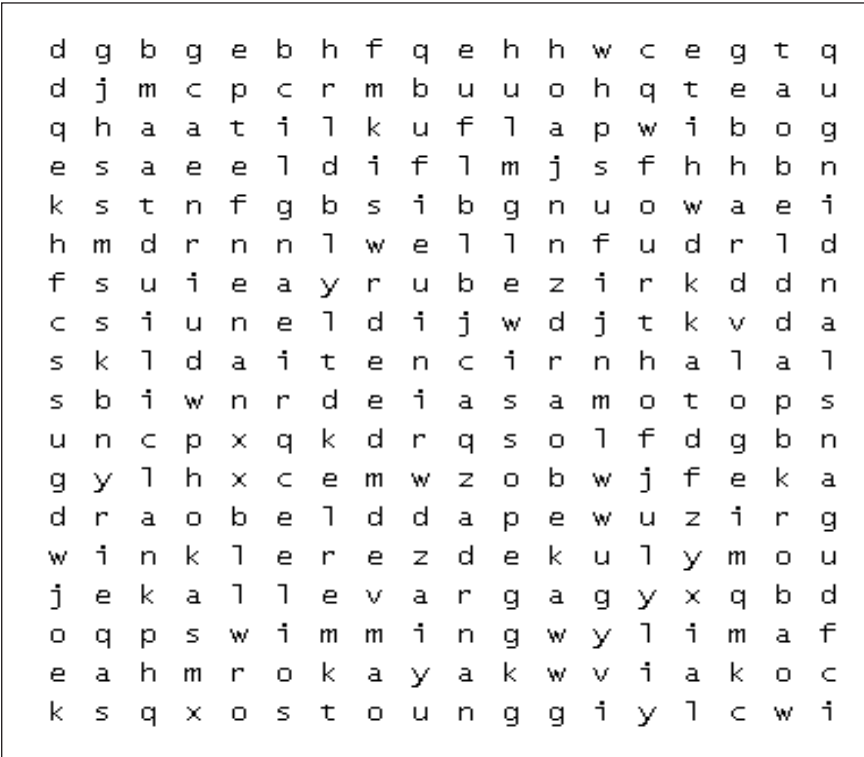 d g b g e b h f q e h h w c e g t q
d j m c p c r m b u u o h q t e a u
q h a a t i l k u f l a p w i b o g
e s a e e l d i f l m j s f h h b n
k s t n f g b s i b g n u o w a e i
h m d r n n l w e l l n f u d r l d
f s u i e a y r u b e z i r k d d n
c s i u n e l d i j w d j t k v d a
s k l d a i t e n c i r n h a l a l
s b i w n r d e i a s a m o t o p s
u n c p x q k d r q s o l f d g b n
g y l h x c e m w z o b w j f e k a
d r a o b e l d d a p e w u z i r g
w i n k l e r e z d e k u l y m o u
j e k a l l e v a r g a g y x q b d
o q p s w i m m i n g w y l i m a f
e a h m r o k a y a k w v i a k o c
k s q x o s t o u n g g i y l c w i